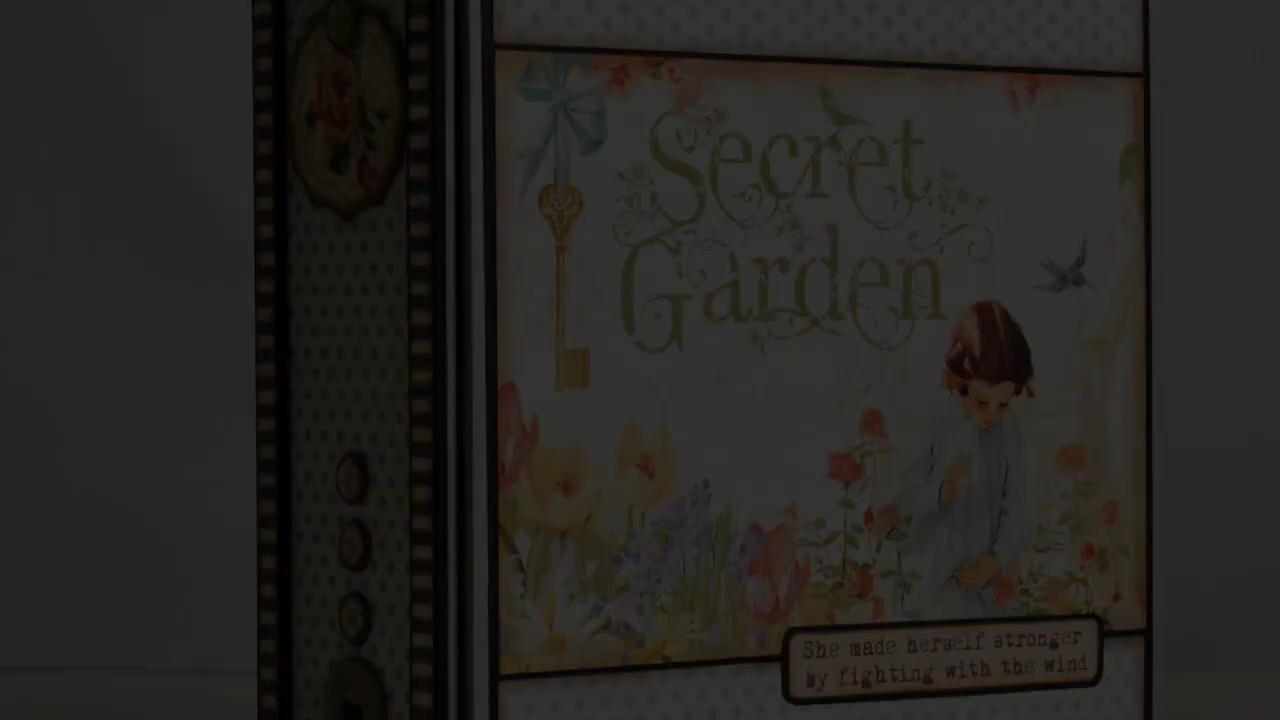 Secret
Garden
She made herself stronger
by fighting with the wind